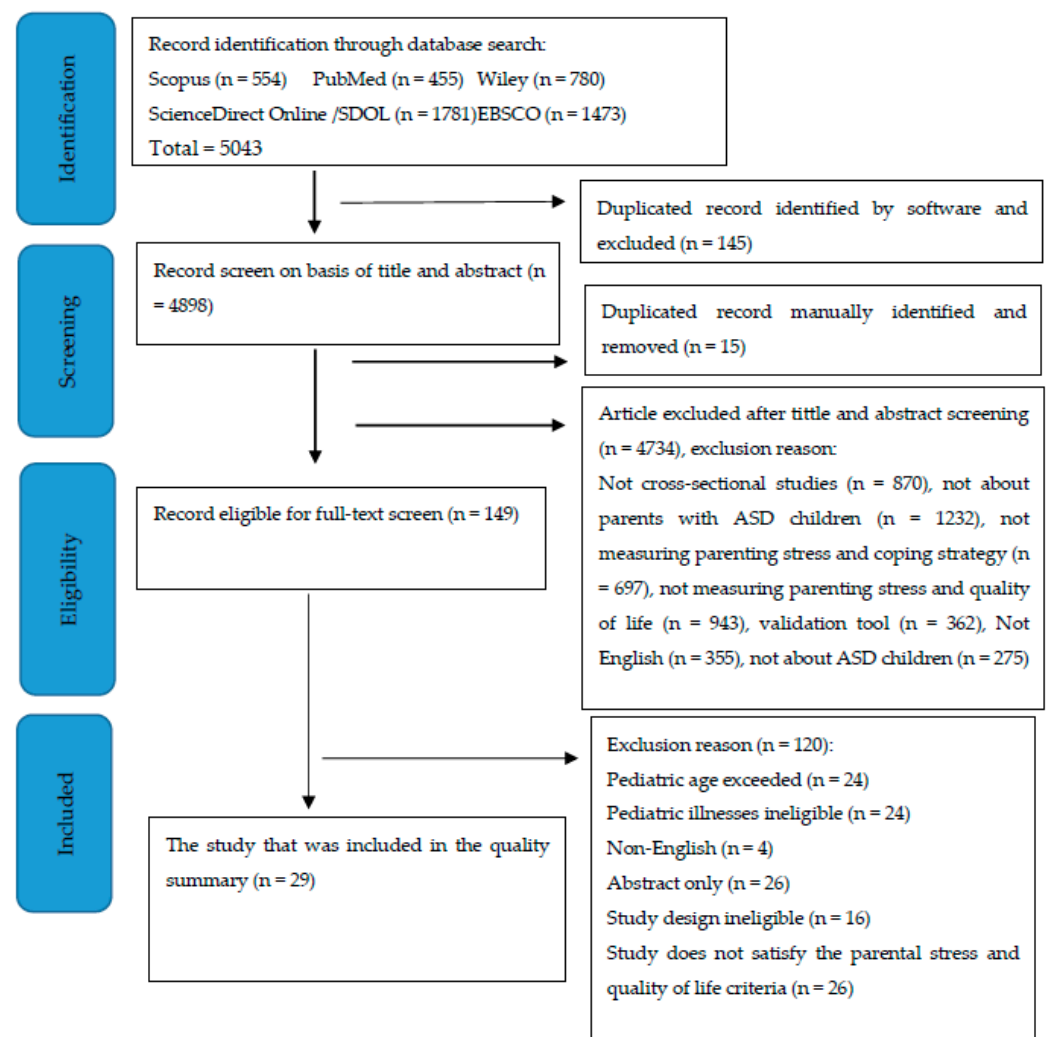 Identification
Record identification through database search:
Scopus (n = 554) PubMed (n = 455) Wiley (n = 780)
ScienceDirect Online /SDOL (n = 1781)EBSCO (n = 1473)
Total = 5043
Duplicated record identified by software and
excluded (n = 145)
Screening
Record screen on basis of title and abstract (n
= 4898)
Duplicated record manually identified and
removed (n = 15)
Article excluded after tittle and abstract screening
(n = 4734), exclusion reason:
Not cross-sectional studies (n = 870), not about
parents with ASD children (n = 1232), not
measuring parenting stress and coping strategy (n
= 697), not measuring parenting stress and quality
of life (n = 943), validation tool (n = 362), Not
English (n = 355), not about ASD children (n = 275)
Eligibility
Record eligible for full-text screen (n = 149)
Exclusion reason (n = 120):
Pediatric age exceeded (n = 24)
Pediatric illnesses ineligible (n = 24)
Non-English (n = 4)
Abstract only (n = 26)
Study design ineligible (n = 16)
Study does not satisfy the parental stress and
quality of life criteria (n = 26)
Included
The study that was included in the quality
summary (n = 29)